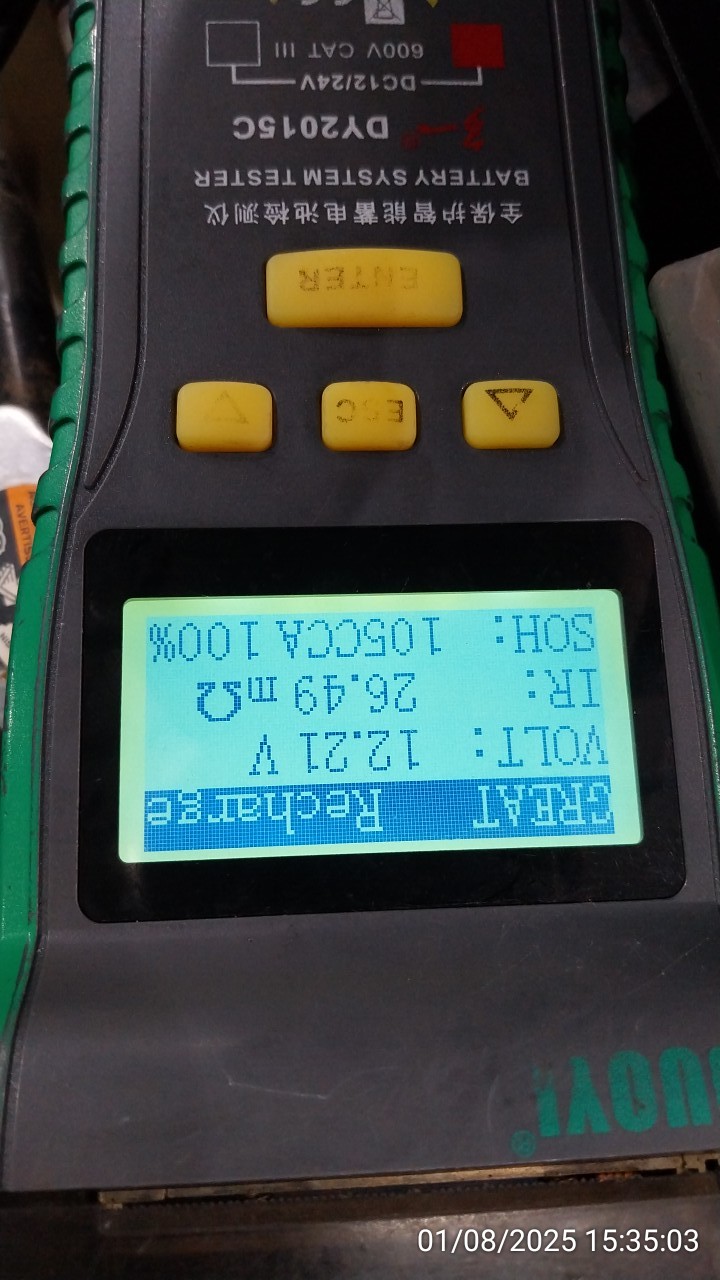 DUOYI®
GREAT Recharge
VOLT: 12.21 V
IR: 26.49 mΩ
SOH: 105CCA 100%
ESC
ENTER
全保护智能蓄电池检测仪
BATTERY SYSTEM TESTER
DY2015C
DC12/24V
600V CAT III
01/08/2025 15:35:03